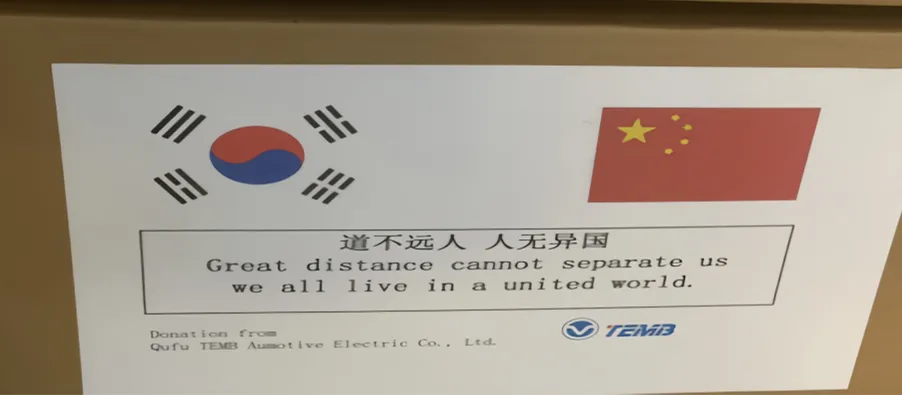 道不远人 人无异国
Great distance cannot separate us
we all live in a united world.
Donation from
Qufu TEMB Aumotive Electric Co., Ltd.
TEMB